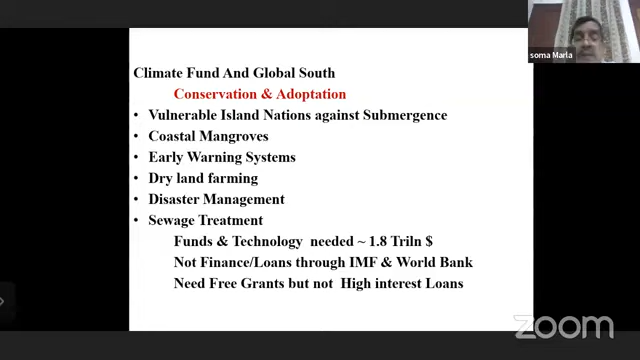 Climate Fund And Global South
Conservation & Adoptation
• Vulnerable Island Nations against Submergence
• Coastal Mangroves
• Early Warning Systems
• Dry land farming
• Disaster Management
• Sewage Treatment
Funds & Technology needed ~ 1.8 Triln $
Not Finance/Loans through IMF & World Bank
Need Free Grants but not High interest Loans
soma Marla
zoom